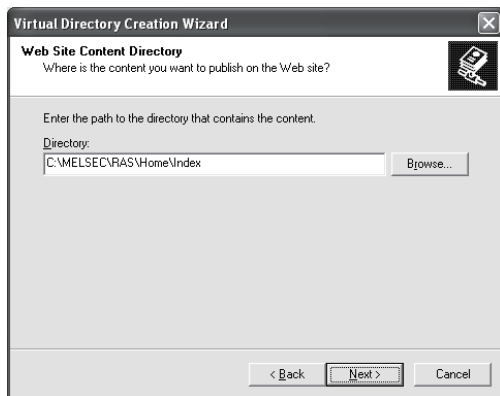 Virtual Directory Creation Wizard
Web Site Content Directory
Where is the content you want to publish on the Web site?
Enter the path to the directory that contains the content.
Directory:
C:\MELSEC\RAS\Home\Index
Browse...
< Back
Next >
Cancel